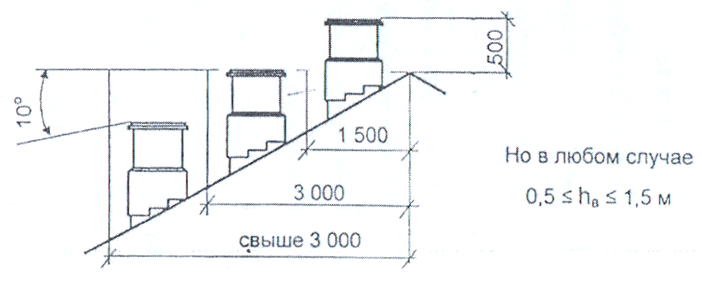 500
10°
1 500
Но в любом случае
3 000
0,5 ≤ hв ≤ 1,5 м
свыше 3 000